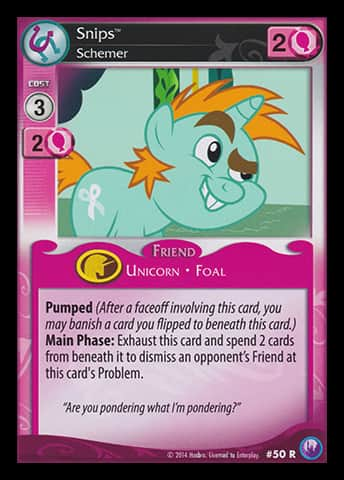 Snips™
Schemer
2
COST
3
2
FRIEND
UNICORN • FOAL
Pumped (After a faceoff involving this card, you
may banish a card you flipped to beneath this card.)
Main Phase: Exhaust this card and spend 2 cards
from beneath it to dismiss an opponent's Friend at
this card's Problem.
"Are you pondering what I'm pondering?"
© 2014 Hasbro. Licensed to Enterplay.
#50 R